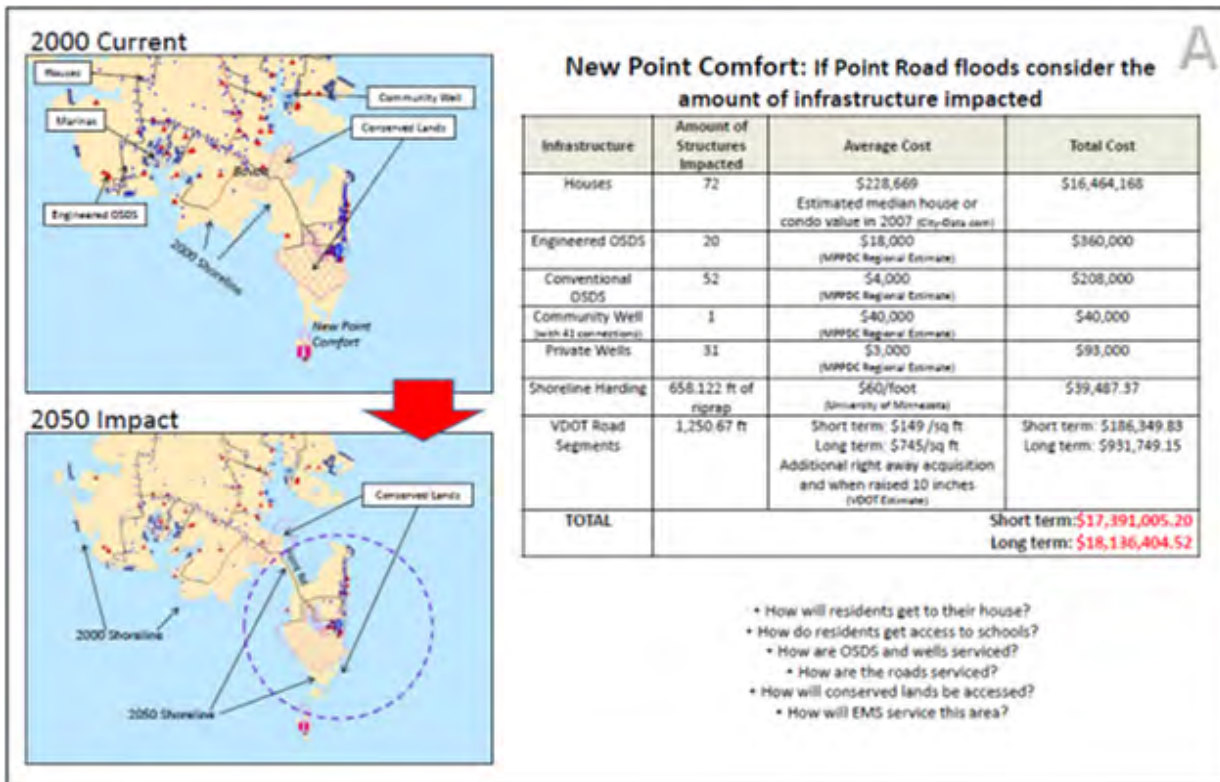 A
2000 Current
Houses
Community Well
Marinas
Conserved Lands
Engineered OSDS
2000 Shoreline
New Point
Comfort
2050 Impact
Conserved Lands
2000 Shoreline
2050 Shoreline
New Point Comfort: If Point Road floods consider the
amount of infrastructure impacted
Infrastructure
Amount of
Structures
Impacted
Average Cost
Total Cost
Houses
72
$228,669
Estimated median house or
condo value in 2007 (City-Data.com)
$16,464,168
Engineered OSDS
20
$18,000
(MPPDC Regional Estimate)
$360,000
Conventional
OSDS
52
$4,000
(MPPDC Regional Estimate)
$208,000
Community Well
(with 41 connections)
1
$40,000
(MPPDC Regional Estimate)
$40,000
Private Wells
31
$3,000
(MPPDC Regional Estimate)
$93,000
Shoreline Harding
658.122 ft of
riprap
$60/foot
(University of Minnezeta)
$39,487.37
VDOT Road
Segments
1,250.67 ft
Short term: $149 /sq ft
Long term: $745/sq ft
Additional right away acquisition
and when raised 10 inches
(VDOT Estimate)
Short term: $186,349.83
Long term: $931,749.15
TOTAL
Short term:$17,391,005.20
Long term: $18,136,404.52
• How will residents get to their house?
• How do residents get access to schools?
• How are OSDS and wells serviced?
• How are the roads serviced?
• How will conserved lands be accessed?
• How will EMS service this area?